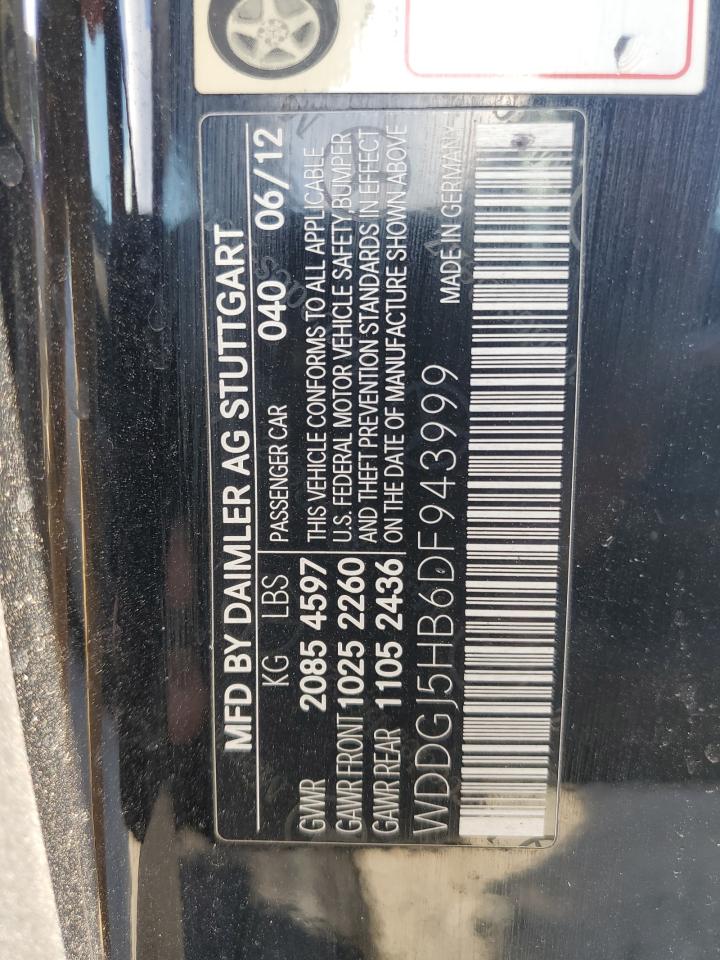 MFD BY DAIMLER AG STUTTGART
KG LBS PASSENGER CAR 040 06/12
GVWR 2085 4597 THIS VEHICLE CONFORMS TO ALL APPLICABLE
GAWR FRONT 1025 2260 U.S. FEDERAL MOTOR VEHICLE SAFETY, BUMPER
GAWR REAR 1105 2436 AND THEFT PREVENTION STANDARDS IN EFFECT
ON THE DATE OF MANUFACTURE SHOWN ABOVE
WDDGJ5HB6DF943999 MADE IN GERMANY